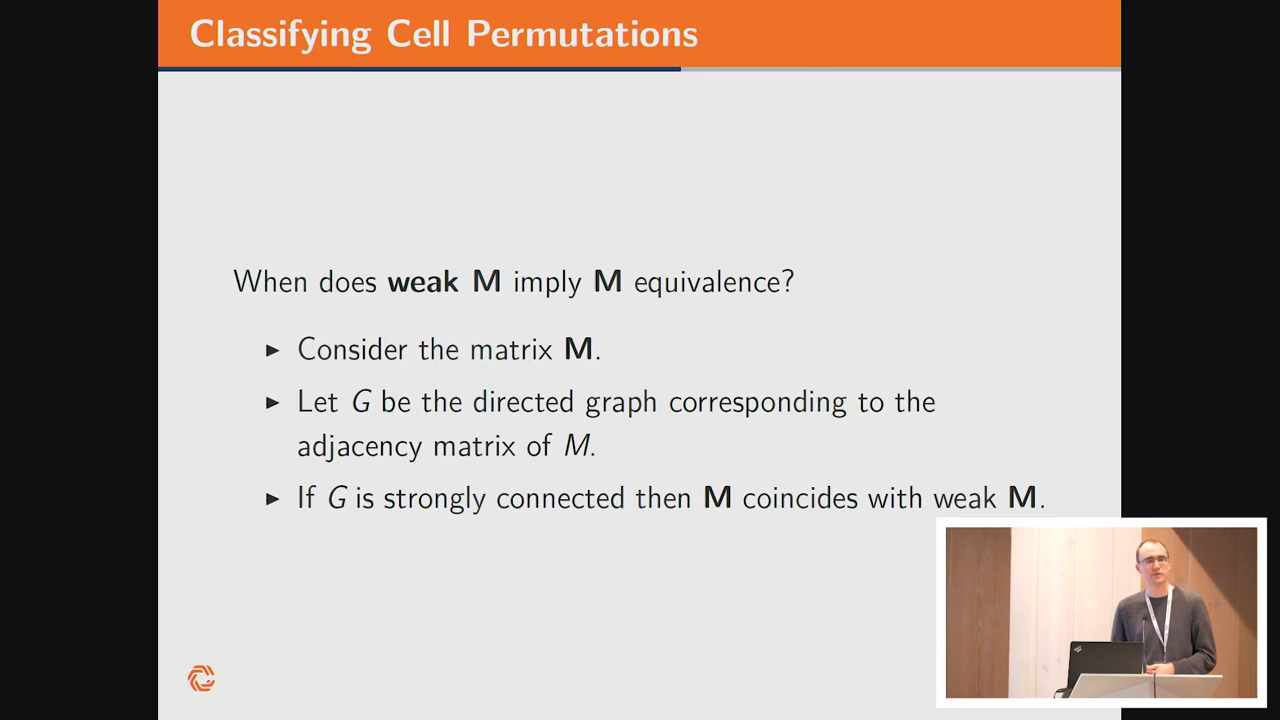 Classifying Cell Permutations
When does weak M imply M equivalence?
▶ Consider the matrix M.
▶ Let G be the directed graph corresponding to the
adjacency matrix of M.
▶ If G is strongly connected then M coincides with weak M.